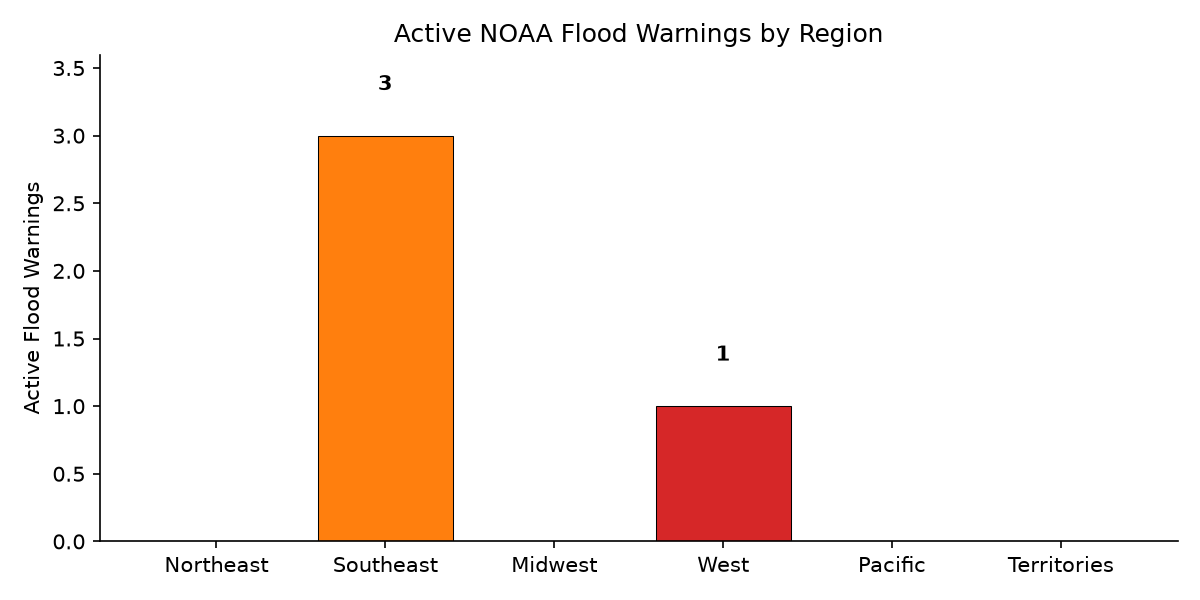 Active NOAA Flood Warnings by Region
Active Flood Warnings
3.5
3.0
2.5
2.0
1.5
1.0
0.5
0.0
3
1
Northeast
Southeast
Midwest
West
Pacific
Territories